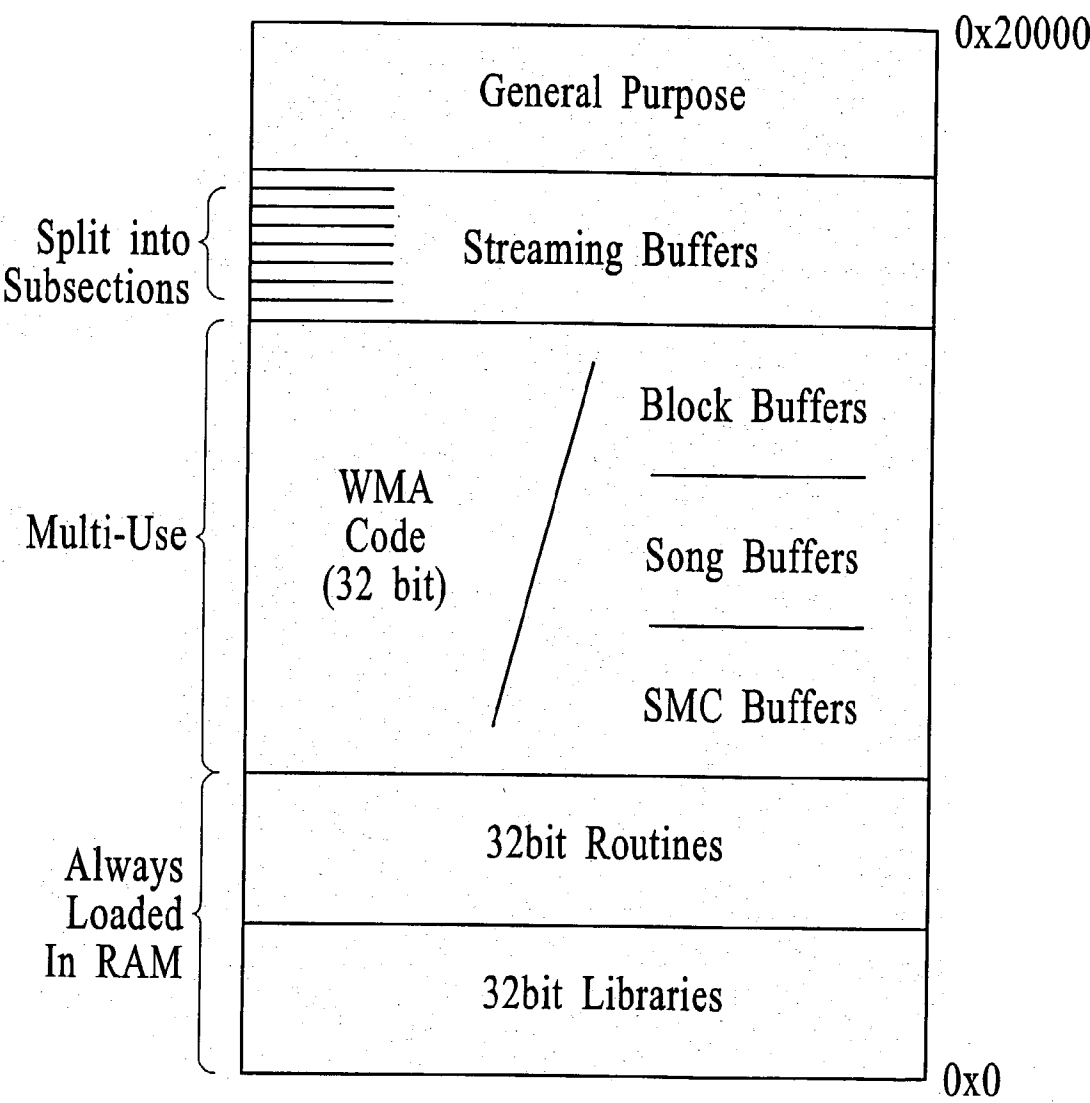 0x20000
General Purpose
Split into
Subsections
Streaming Buffers
Multi-Use
WMA
Code
(32 bit)
Block Buffers
Song Buffers
SMC Buffers
Always
Loaded
In RAM
32bit Routines
32bit Libraries
0x0